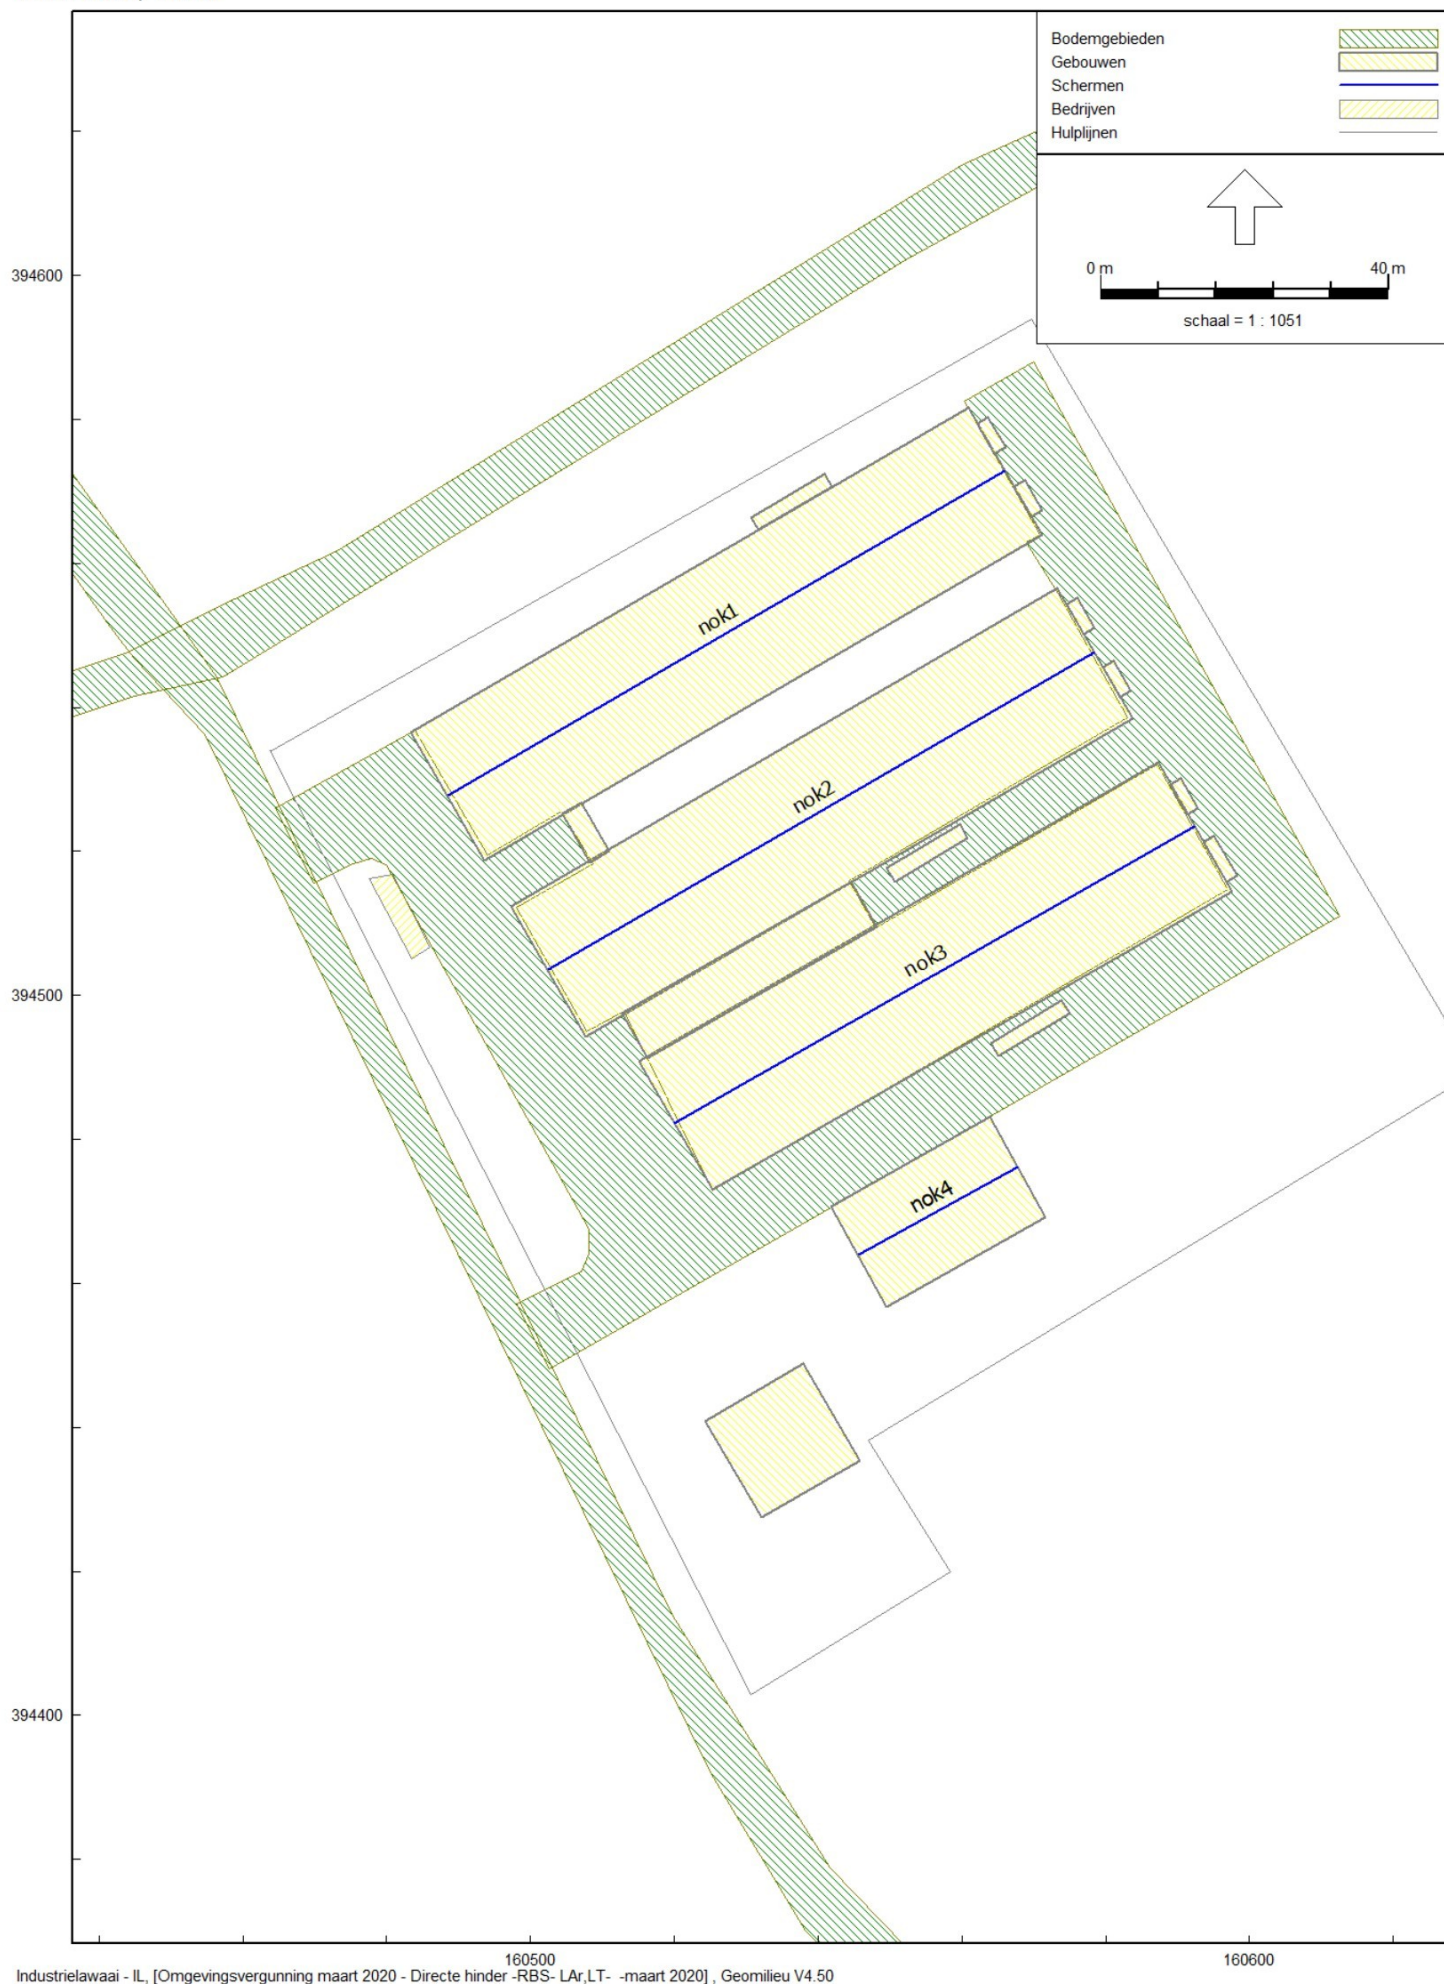 Bodemgebieden
Gebouwen
Schermen
Bedrijven
Hulplijnen
0 m 40 m
schaal = 1 : 1051
394600
nok1
nok2
nok3
394500
nok4
394400
160500 160600
Industrielawaai - IL, [Omgevingsvergunning maart 2020 - Directe hinder -RBS- LAr,LT- -maart 2020] , Geomilieu V4.50